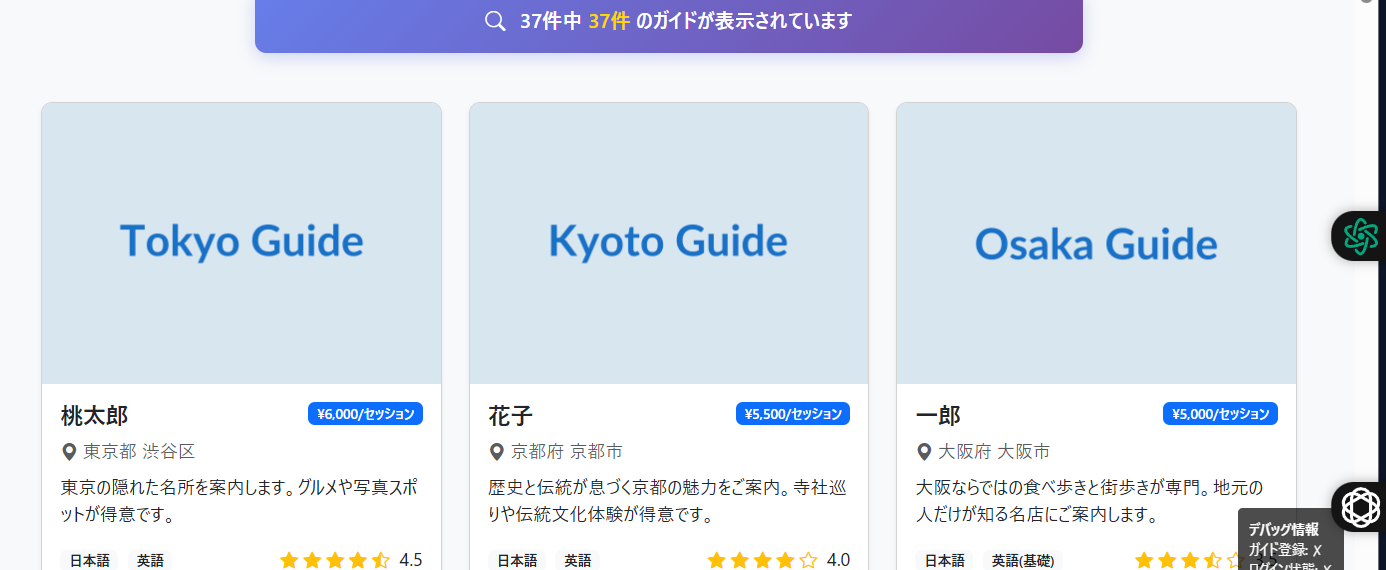 37件中 37件 のガイドが表示されています
Tokyo Guide
桃太郎
¥6,000/セッション
東京都 渋谷区
東京の隠れた名所を案内します。グルメや写真スポ
ットが得意です。
日本語 英語
4.5
Kyoto Guide
花子
¥5,500/セッション
京都府 京都市
歴史と伝統が息づく京都の魅力をご案内。寺社巡
りや伝統文化体験が得意です。
日本語 英語
4.0
Osaka Guide
一郎
¥5,000/セッション
大阪府 大阪市
大阪ならではの食べ歩きと街歩きが専門。地元の
人だけが知る名店にご案内します。
日本語 英語(基礎)
デバッグ情報
ガイド登録: ✗
ログイン状態: ✗